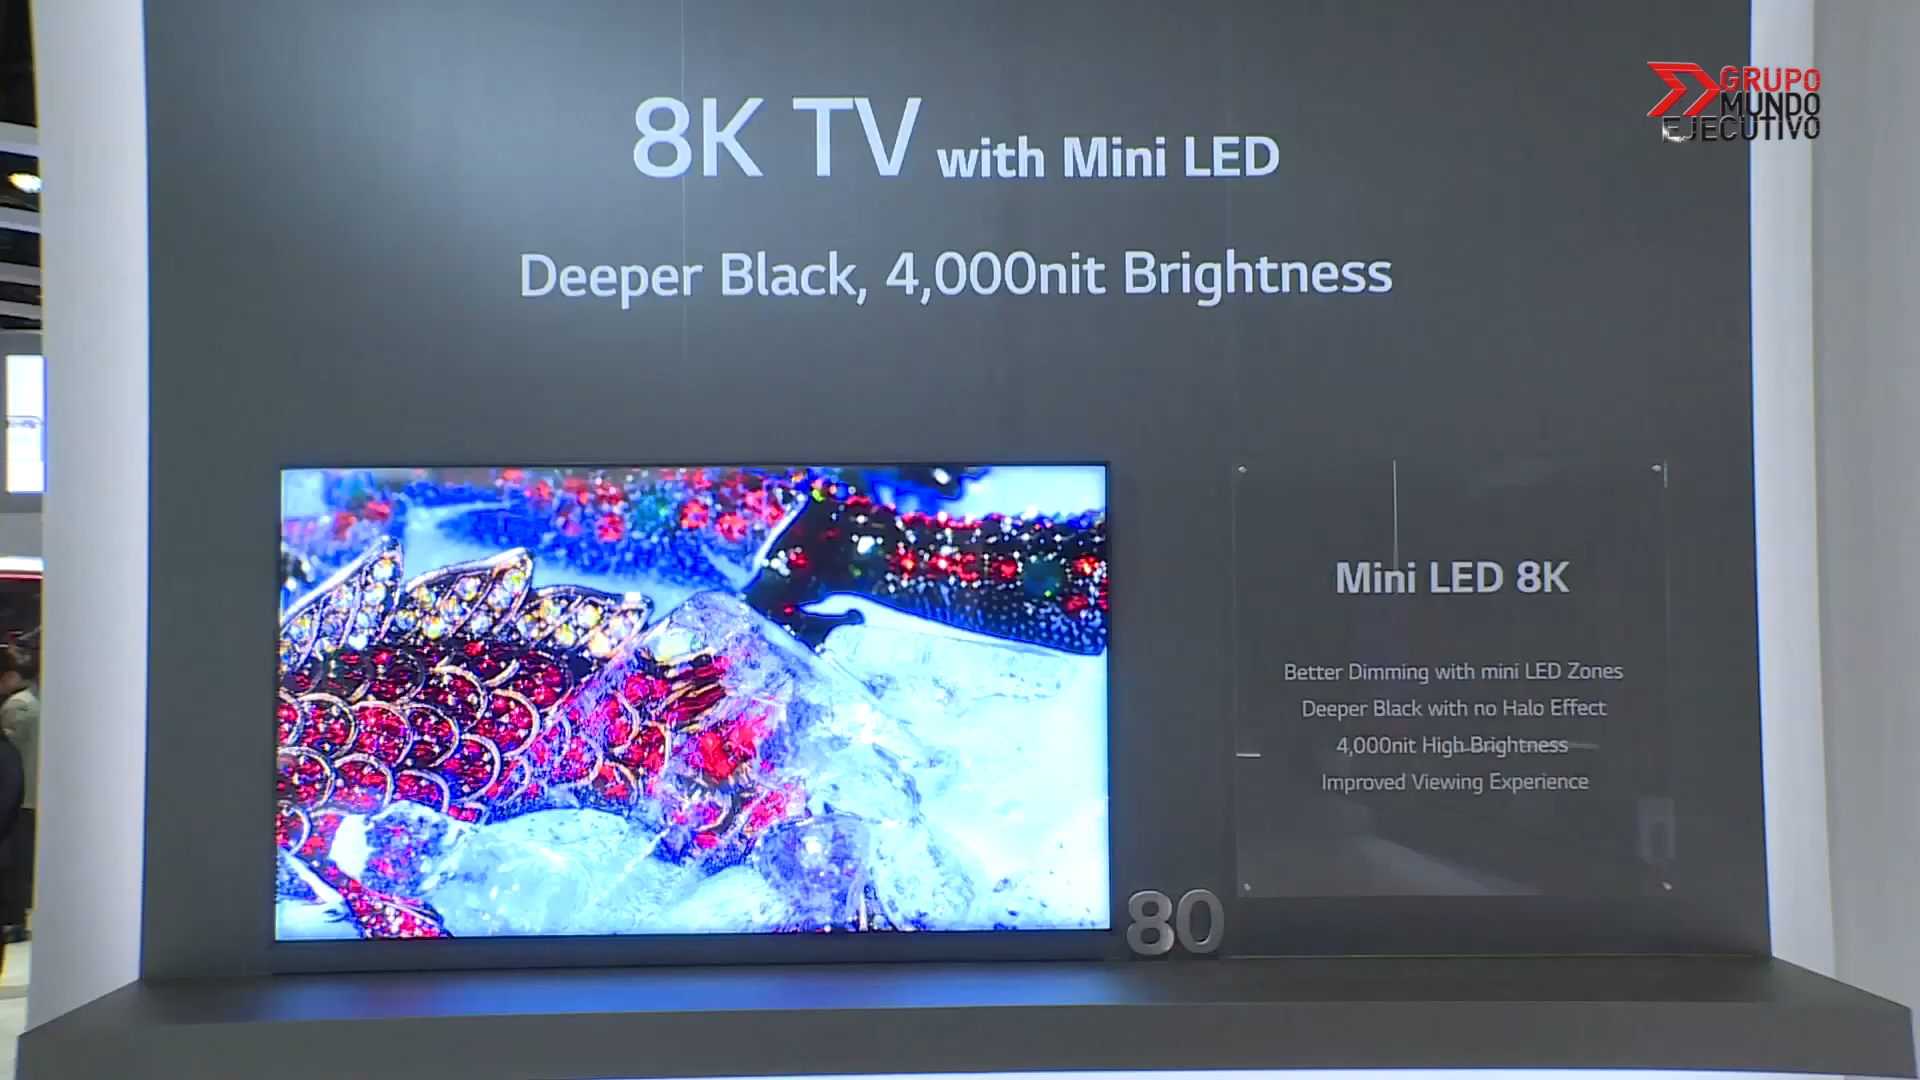 8K TV with Mini LED
Deeper Black, 4,000nit Brightness
GRUPO
MUNDO
EJECUTIVO
Mini LED 8K
Better Dimming with mini LED Zones
Deeper Black with no Halo Effect
4,000nit High Brightness
Improved Viewing Experience
80